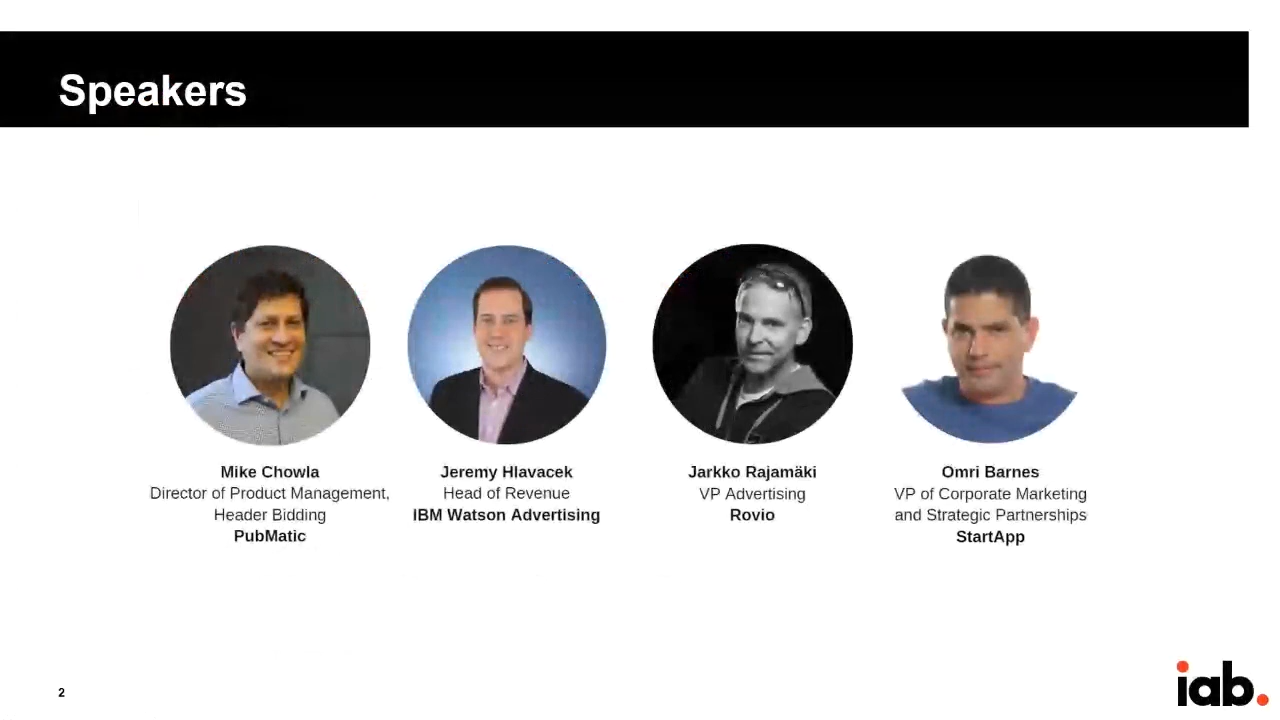 Speakers
Mike Chowla
Director of Product Management,
Header Bidding
PubMatic
Jeremy Hlavacek
Head of Revenue
IBM Watson Advertising
Jarkko Rajamäki
VP Advertising
Rovio
Omri Barnes
VP of Corporate Marketing
and Strategic Partnerships
StartApp
2
iab.